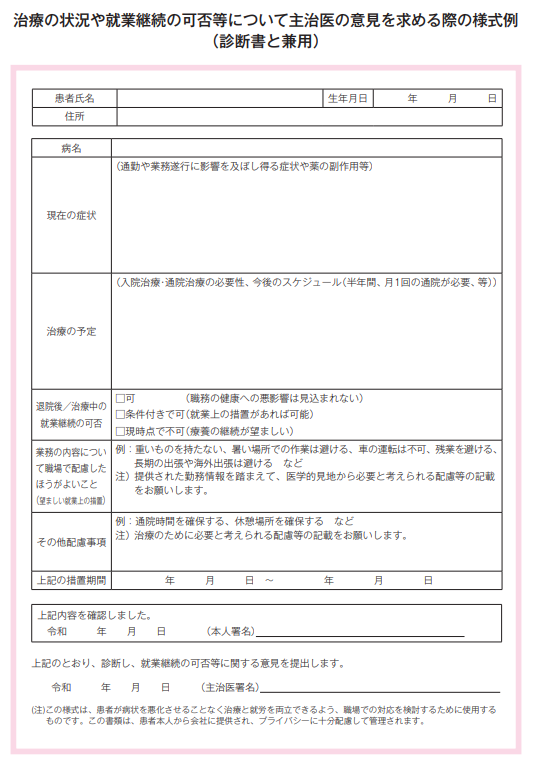 治療の状況や就業継続の可否等について主治医の意見を求める際の様式例
（診断書と兼用）
患者氏名 生年月日 年 月 日
住所
病名
現在の症状
（通勤や業務遂行に影響を及ぼし得る症状や薬の副作用等）
治療の予定
（入院治療・通院治療の必要性、今後のスケジュール（半年間、月1回の通院が必要、等））
退院後／治療中の
就業継続の可否
□可 （職務の健康への悪影響は見込まれない）
□条件付きで可（就業上の措置があれば可能）
□現時点で不可（療養の継続が望ましい）
業務の内容につい
て職場で配慮した
ほうがよいこと
（望ましい就業上の措置）
例：重いものを持たない、暑い場所での作業は避ける、車の運転は不可、残業を避ける、
長期の出張や海外出張は避ける など
注）提供された勤務情報を踏まえて、医学的見地から必要と考えられる配慮等の記載
をお願いします。
その他配慮事項
例：通院時間を確保する、休憩場所を確保する など
注）治療のために必要と考えられる配慮等の記載をお願いします。
上記の措置期間 年 月 日 ～ 年 月 日
上記内容を確認しました。
令和 年 月 日 （本人署名）
上記のとおり、診断し、就業継続の可否等に関する意見を提出します。
令和 年 月 日 （主治医署名）
(注)この様式は、患者が病状を悪化させることなく治療と就労を両立できるよう、職場での対応を検討するために使用する
ものです。この書類は、患者本人から会社に提供され、プライバシーに十分配慮して管理されます。